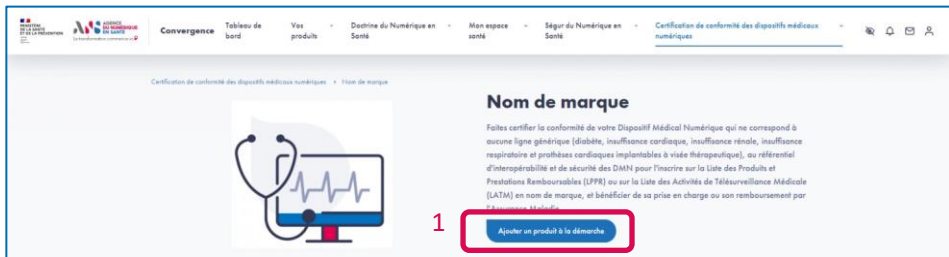 MINISTÈRE
DE LA SANTÉ
ET DE LA PRÉVENTION
AGENCE
DU NUMÉRIQUE
EN SANTÉ
La transformation commence ici
Convergence
Tableau de
bord
Vos
produits
Doctrine du Numérique en
Santé
Mon espace
santé
Ségur du Numérique en
Santé
Certification de conformité des dispositifs médicaux
numériques
Certification de conformité des dispositifs médicaux numériques
Nom de marque
Nom de marque
Faites certifier la conformité de votre Dispositif Médical Numérique qui ne correspond à
aucune ligne générique (diabète, insuffisance cardiaque, insuffisance rénale, insuffisance
respiratoire et prothèses cardiaques implantables à visée thérapeutique), au référentiel
d'interopérabilité et de sécurité des DMN pour l'inscrire sur la Liste des Produits et
Prestations Remboursables (LPPR) ou sur la Liste des Activités de Télésurveillance Médicale
(LATM) en nom de marque, et bénéficier de sa prise en charge ou son remboursement par
l'Assurance Maladie.
1
Ajouter un produit à la démarche